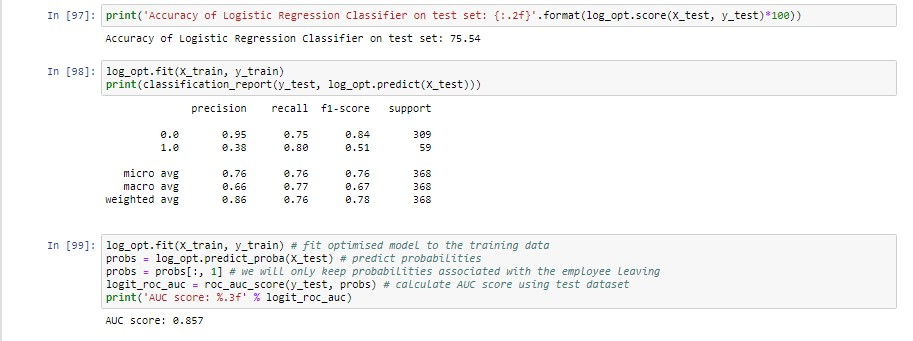 In [97]: print('Accuracy of Logistic Regression Classifier on test set: {:.2f}'.format(log_opt.score(X_test, y_test)*100))
Accuracy of Logistic Regression Classifier on test set: 75.54
In [98]: log_opt.fit(X_train, y_train)
print(classification_report(y_test, log_opt.predict(X_test)))
precision recall f1-score support
0.0 0.95 0.75 0.84 309
1.0 0.38 0.80 0.51 59
micro avg 0.76 0.76 0.76 368
macro avg 0.66 0.77 0.67 368
weighted avg 0.86 0.76 0.78 368
In [99]: log_opt.fit(X_train, y_train) # fit optimised model to the training data
probs = log_opt.predict_proba(X_test) # predict probabilities
probs = probs[:, 1] # we will only keep probabilities associated with the employee leaving
logit_roc_auc = roc_auc_score(y_test, probs) # calculate AUC score using test dataset
print('AUC score: %.3f' % logit_roc_auc)
AUC score: 0.857